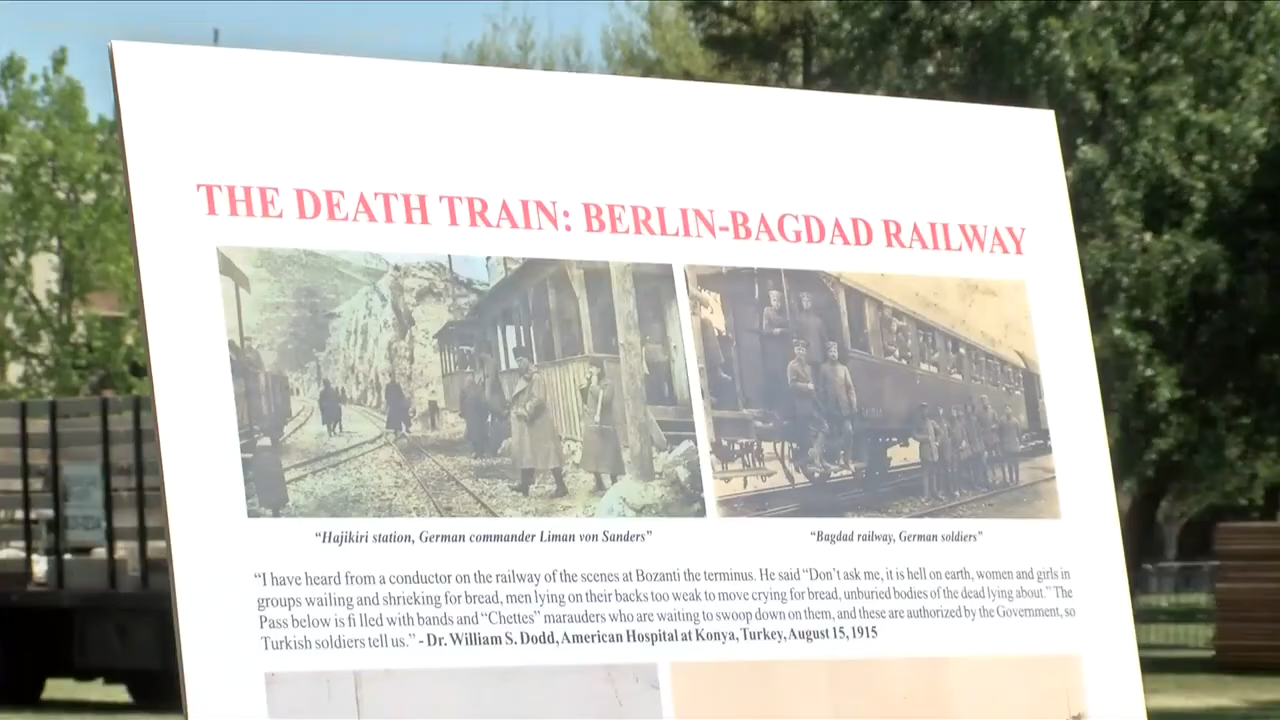 THE DEATH TRAIN: BERLIN-BAGDAD RAILWAY
“Hajikiri station, German commander Liman von Sanders”
“Bagdad railway, German soldiers”
“I have heard from a conductor on the railway of the scenes at Bozanti the terminus. He said “Don’t ask me, it is hell on earth, women and girls in
groups wailing and shrieking for bread, men lying on their backs too weak to move crying for bread, unburied bodies of the dead lying about.” The
Pass below is fi lled with bands and “Chettes” marauders who are waiting to swoop down on them, and these are authorized by the Government, so
Turkish soldiers tell us.” - Dr. William S. Dodd, American Hospital at Konya, Turkey, August 15, 1915